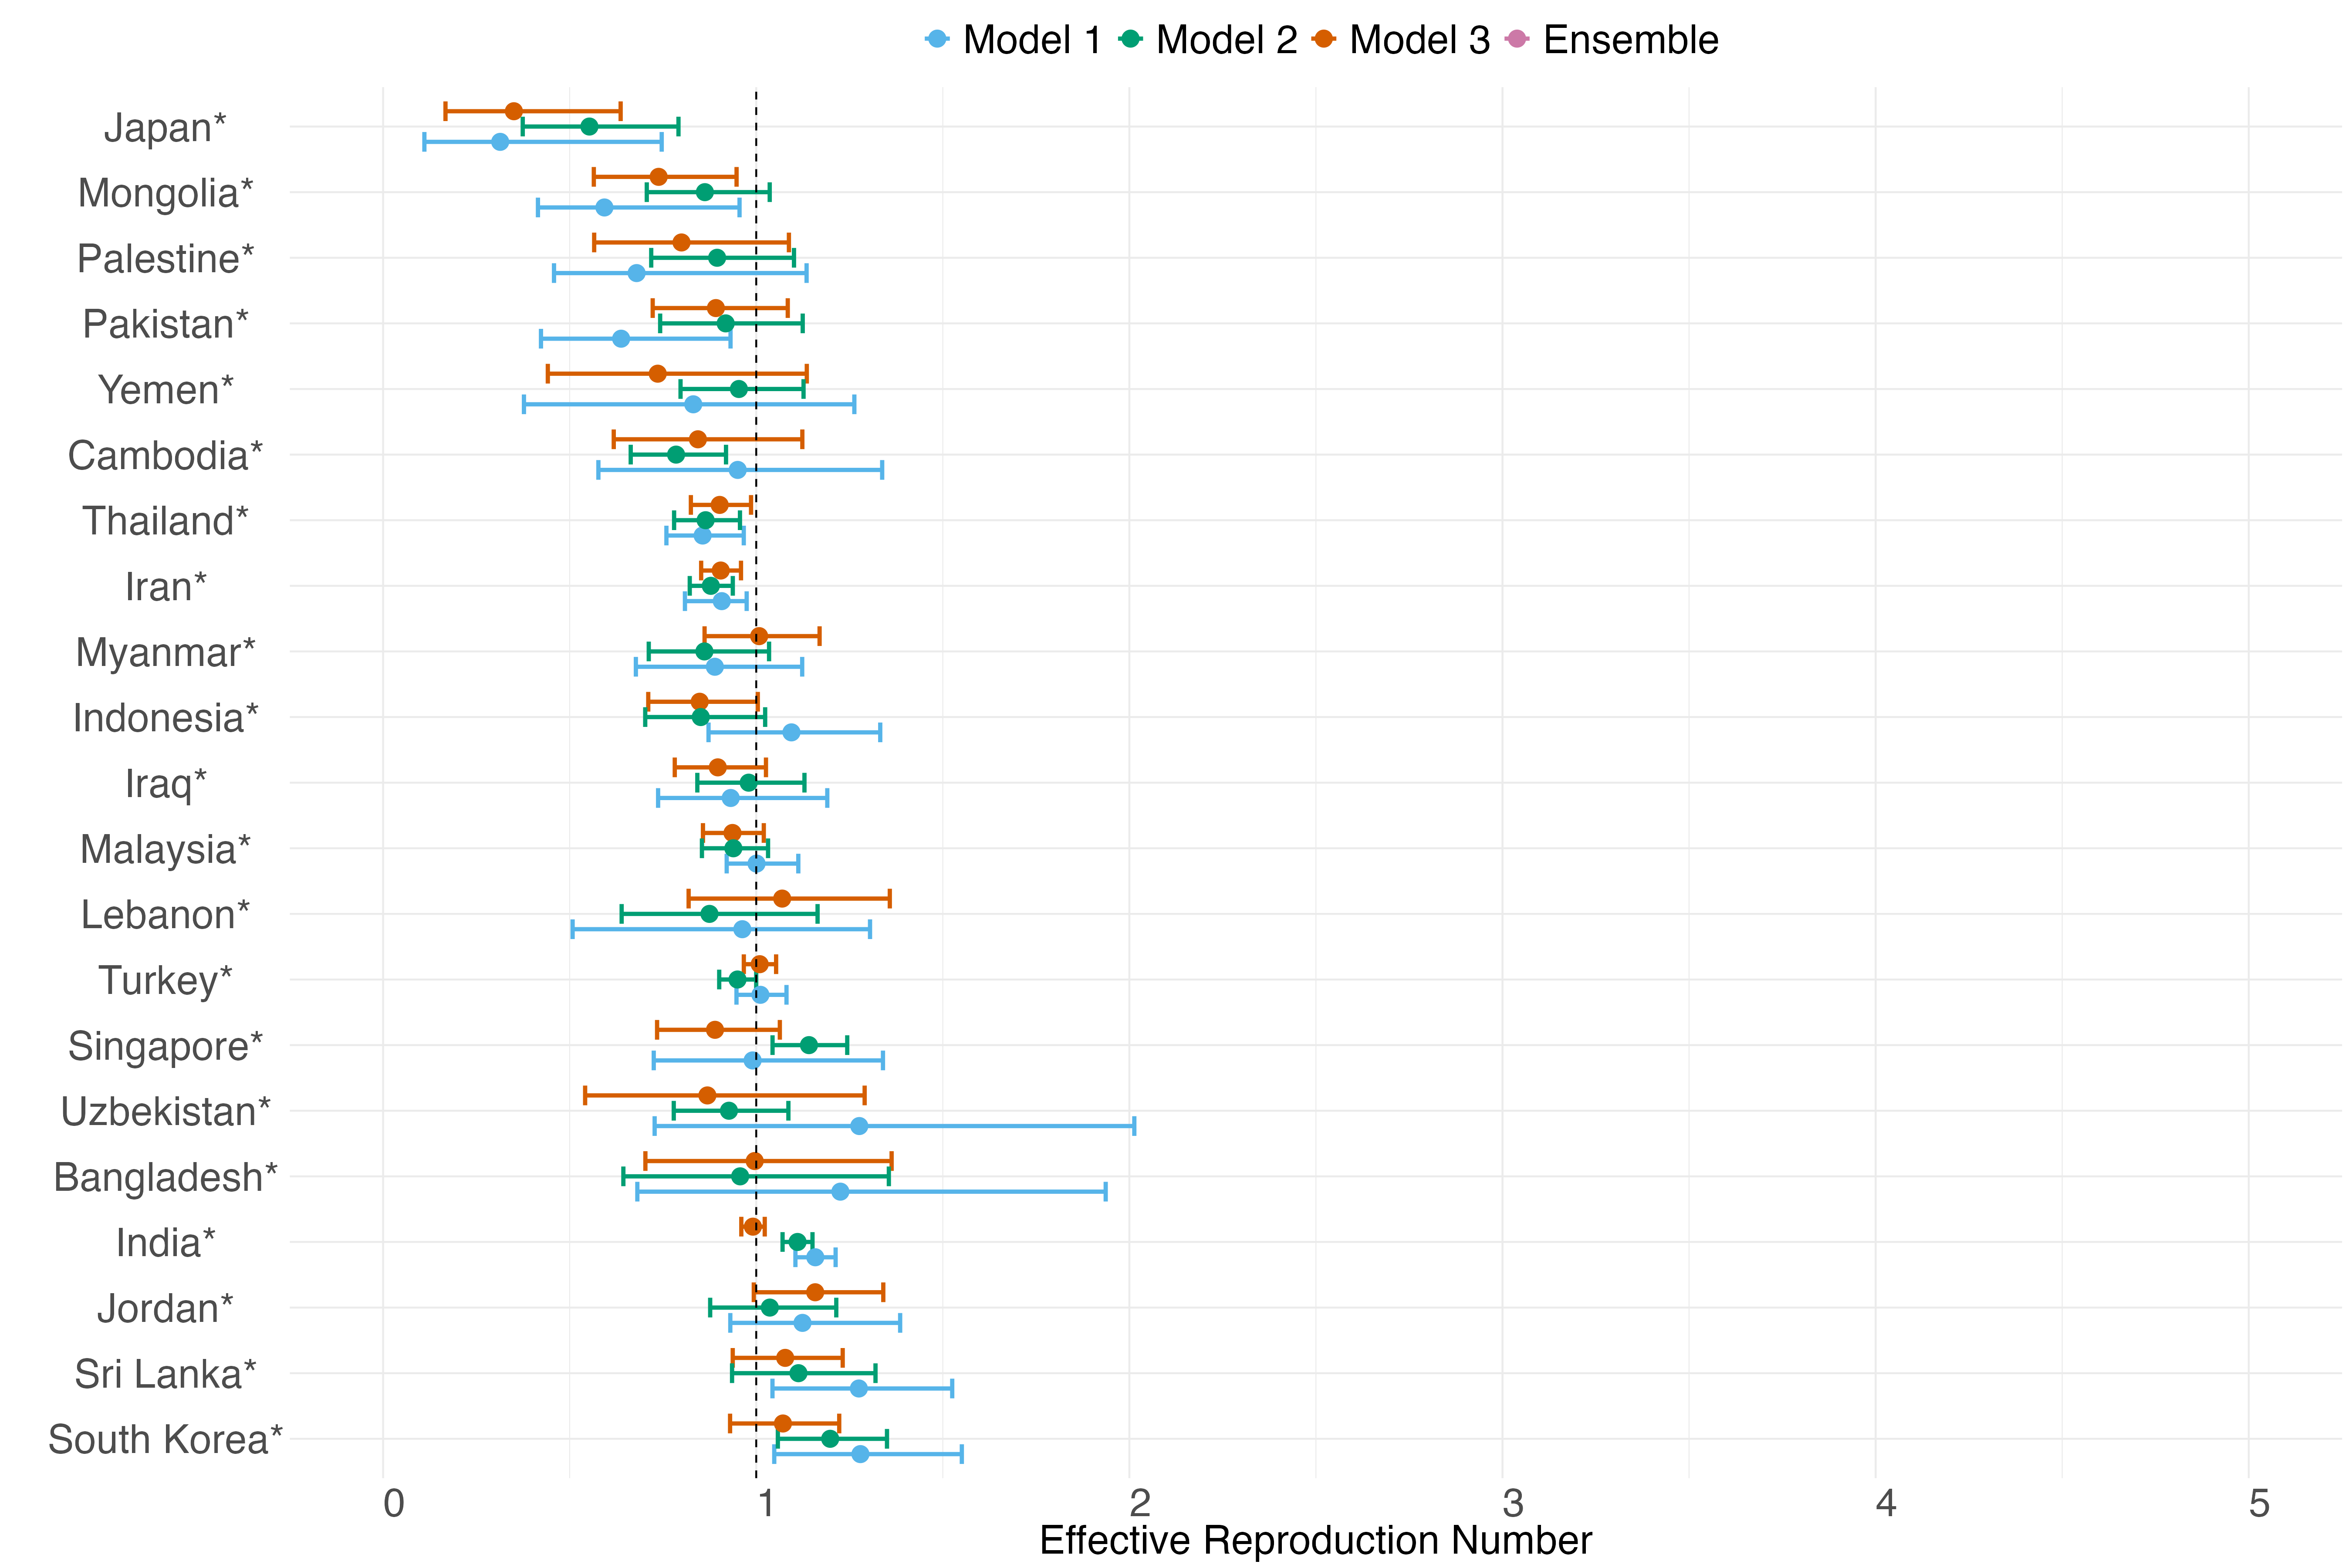 Model 1 Model 2 Model 3 Ensemble
Japan*
Mongolia*
Palestine*
Pakistan*
Yemen*
Cambodia*
Thailand*
Iran*
Myanmar*
Indonesia*
Iraq*
Malaysia*
Lebanon*
Turkey*
Singapore*
Uzbekistan*
Bangladesh*
India*
Jordan*
Sri Lanka*
South Korea*
0 1 2 3 4 5
Effective Reproduction Number